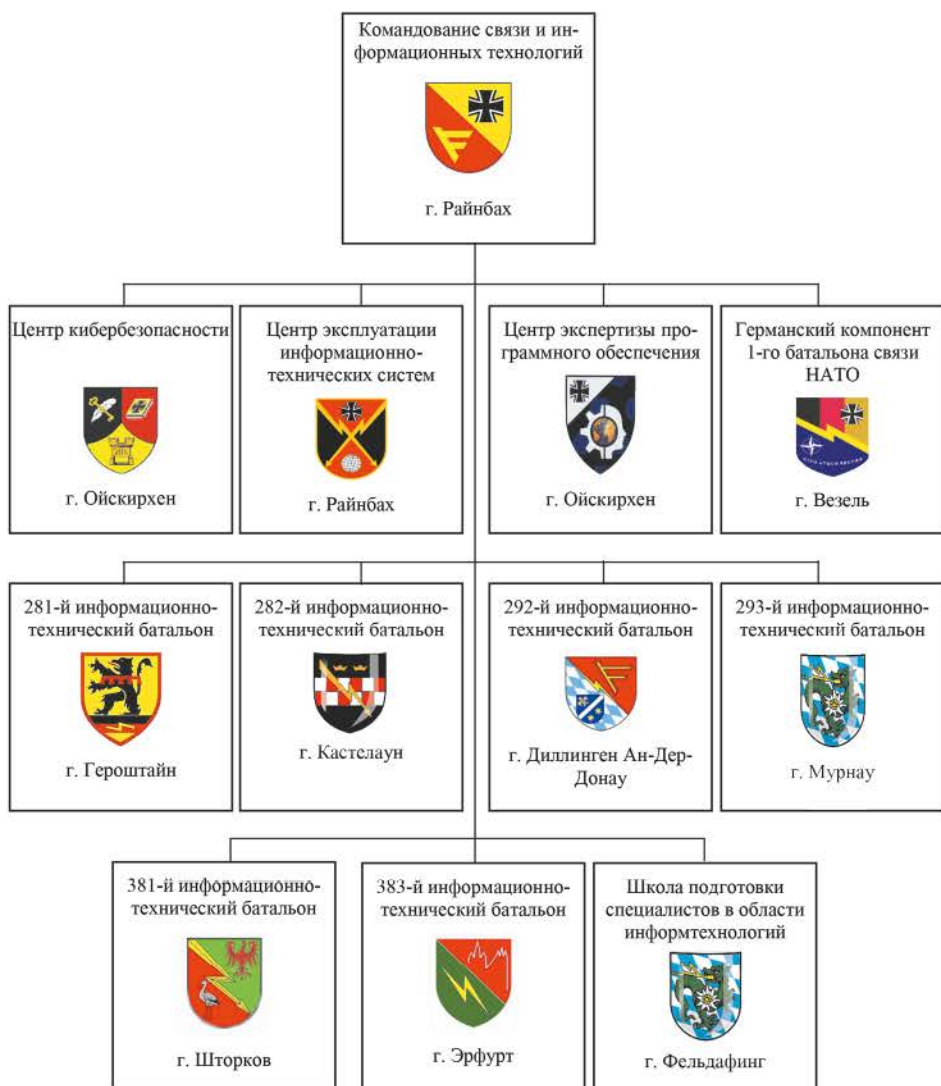 Командование связи и ин-
формационных технологий
г. Райнбах
Центр кибербезопасности
г. Ойскирхен
Центр эксплуатации
информационно-
технических систем
г. Райнбах
Центр экспертизы про-
граммного обеспечения
г. Ойскирхен
Германский компонент
1-го батальона связи
НАТО
г. Везель
281-й информационно-
технический батальон
г. Героштайн
282-й информационно-
технический батальон
г. Кастелаун
292-й информационно-
технический батальон
г. Диллинген Ан-Дер-
Донау
293-й информационно-
технический батальон
г. Мурнау
381-й информационно-
технический батальон
г. Шторков
383-й информационно-
технический батальон
г. Эрфурт
Школа подготовки
специалистов в области
информтехнологий
г. Фельдафинг